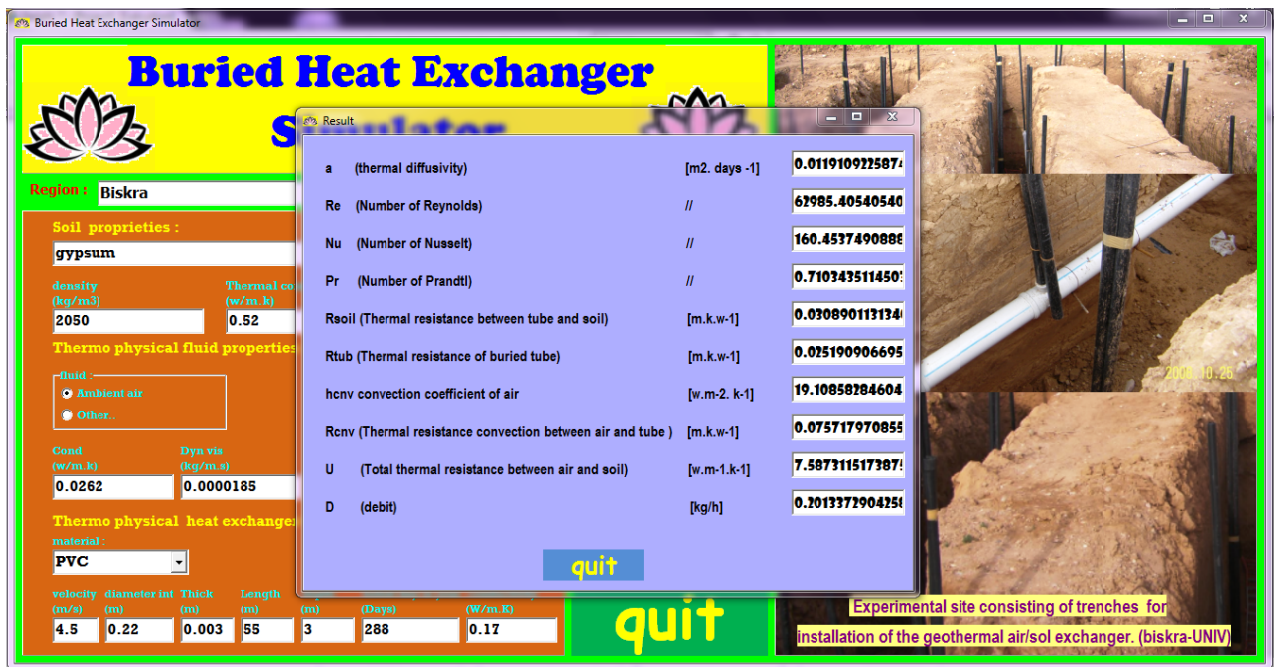 Buried Heat Exchanger Simulator
Buried Heat Exchanger
Simulator
Region :
Biskra
Soil proprieties :
gypsum
density
(kg/m3)
Thermal co
(w/m.k)
2050
0.52
Thermo physical fluid properties
fluid :
Ambient air
Other..
Cond
(w/m.k)
Dyn vis
(kg/m.s)
0.0262
0.0000185
Thermo physical heat exchanger
material :
PVC
velocity
(m/s)
diameter int
(m)
Thick
(m)
Length
(m)
(m)
(Days)
(W/m.K)
4.5
0.22
0.003
55
3
288
0.17
quit
Result
a (thermal diffusivity) [m2. days -1] 0.011910922587
Re (Number of Reynolds) // 62985.40540540
Nu (Number of Nusselt) // 160.453749088
Pr (Number of Prandtl) // 0.71034351145
Rsoil (Thermal resistance between tube and soil) [m.k.w-1] 0.03089011313
Rtub (Thermal resistance of buried tube) [m.k.w-1] 0.025190906695
hcnv convection coefficient of air [w.m-2. k-1] 19.10858284604
Rcnv (Thermal resistance convection between air and tube ) [m.k.w-1] 0.075717970855
U (Total thermal resistance between air and soil) [w.m-1.k-1] 7.587311517387
D (debit) [kg/h] 0.201337290425
quit
2006.10.25
Experimental site consisting of trenches for
installation of the geothermal air/sol exchanger. (biskra-UNIV)